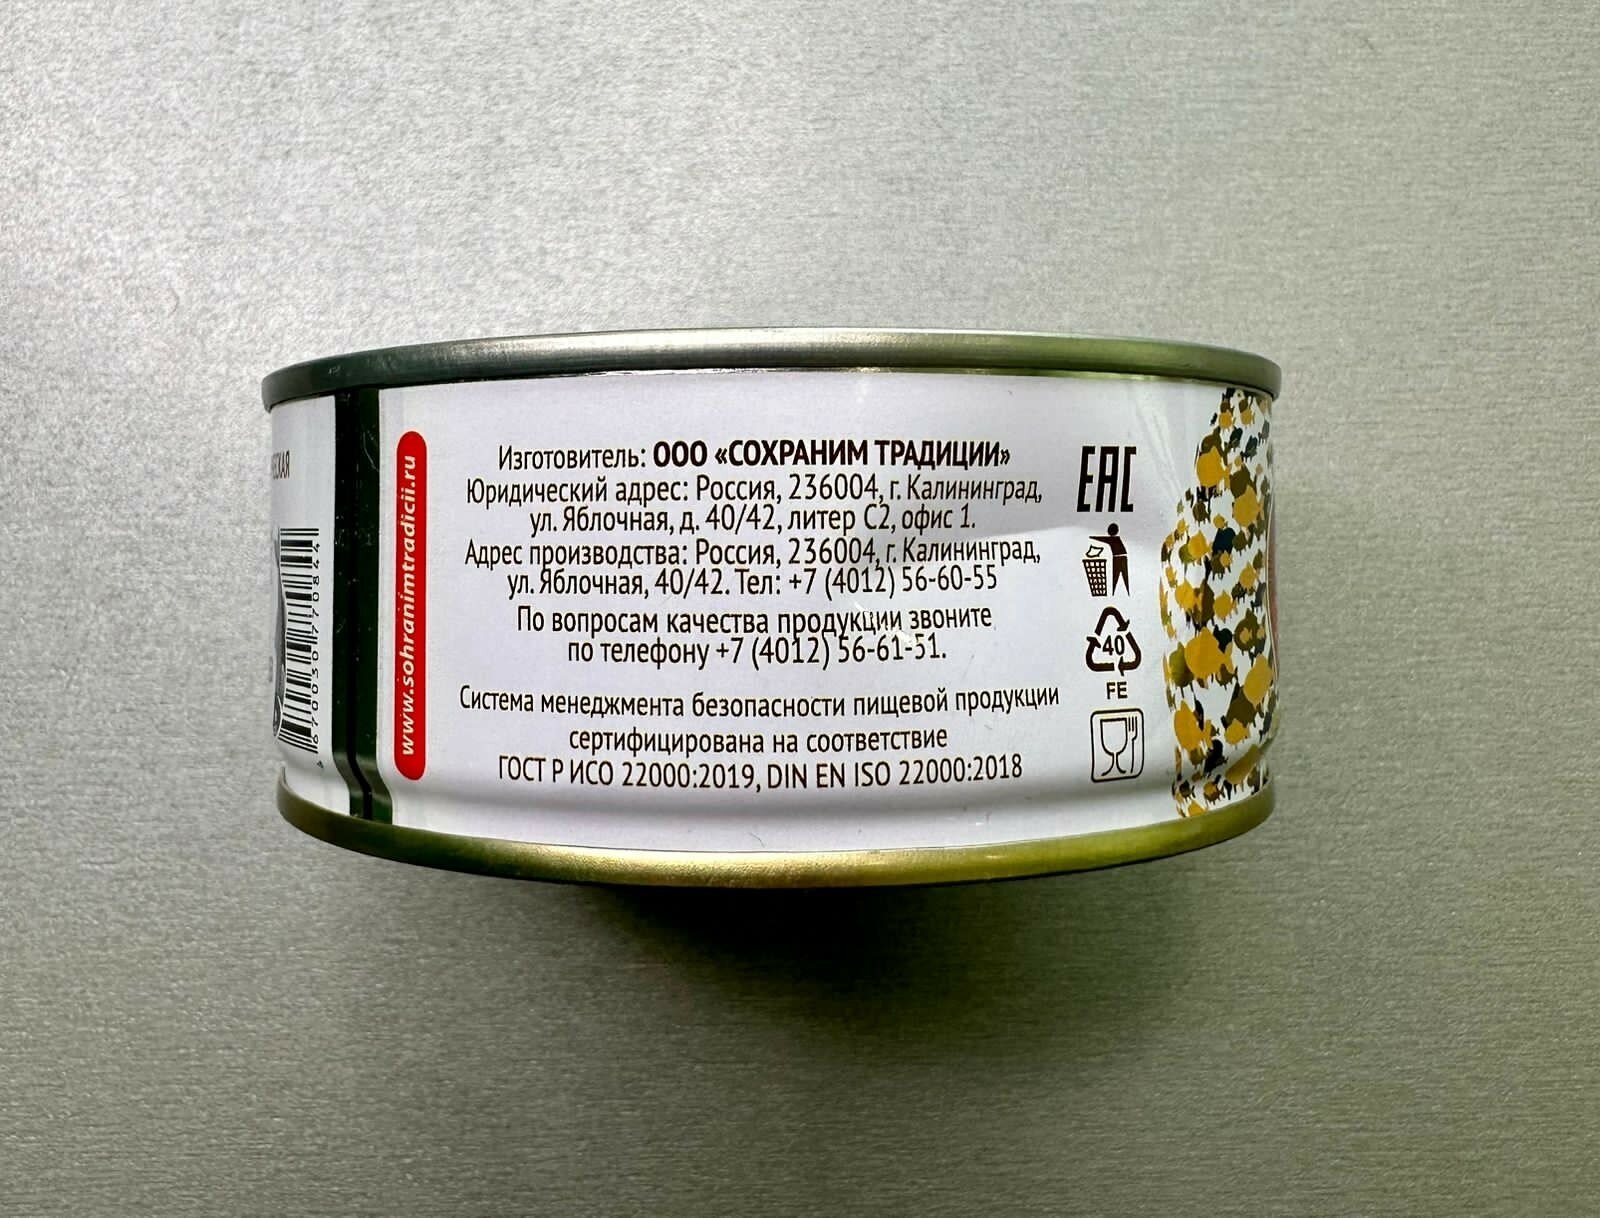 www.sohranimtradicii.ru
Изготовитель: ООО «СОХРАНИМ ТРАДИЦИИ»
Юридический адрес: Россия, 236004, г. Калининград,
ул. Яблочная, д. 40/42, литер С2, офис 1.
Адрес производства: Россия, 236004, г. Калининград,
ул. Яблочная, 40/42. Тел: +7 (4012) 56-60-55
По вопросам качества продукции звоните
по телефону +7 (4012) 56-61-51.
Система менеджмента безопасности пищевой продукции
сертифицирована на соответствие
ГОСТ Р ИСО 22000:2019, DIN EN ISO 22000:2018
EAC
40
FE
4670030770844